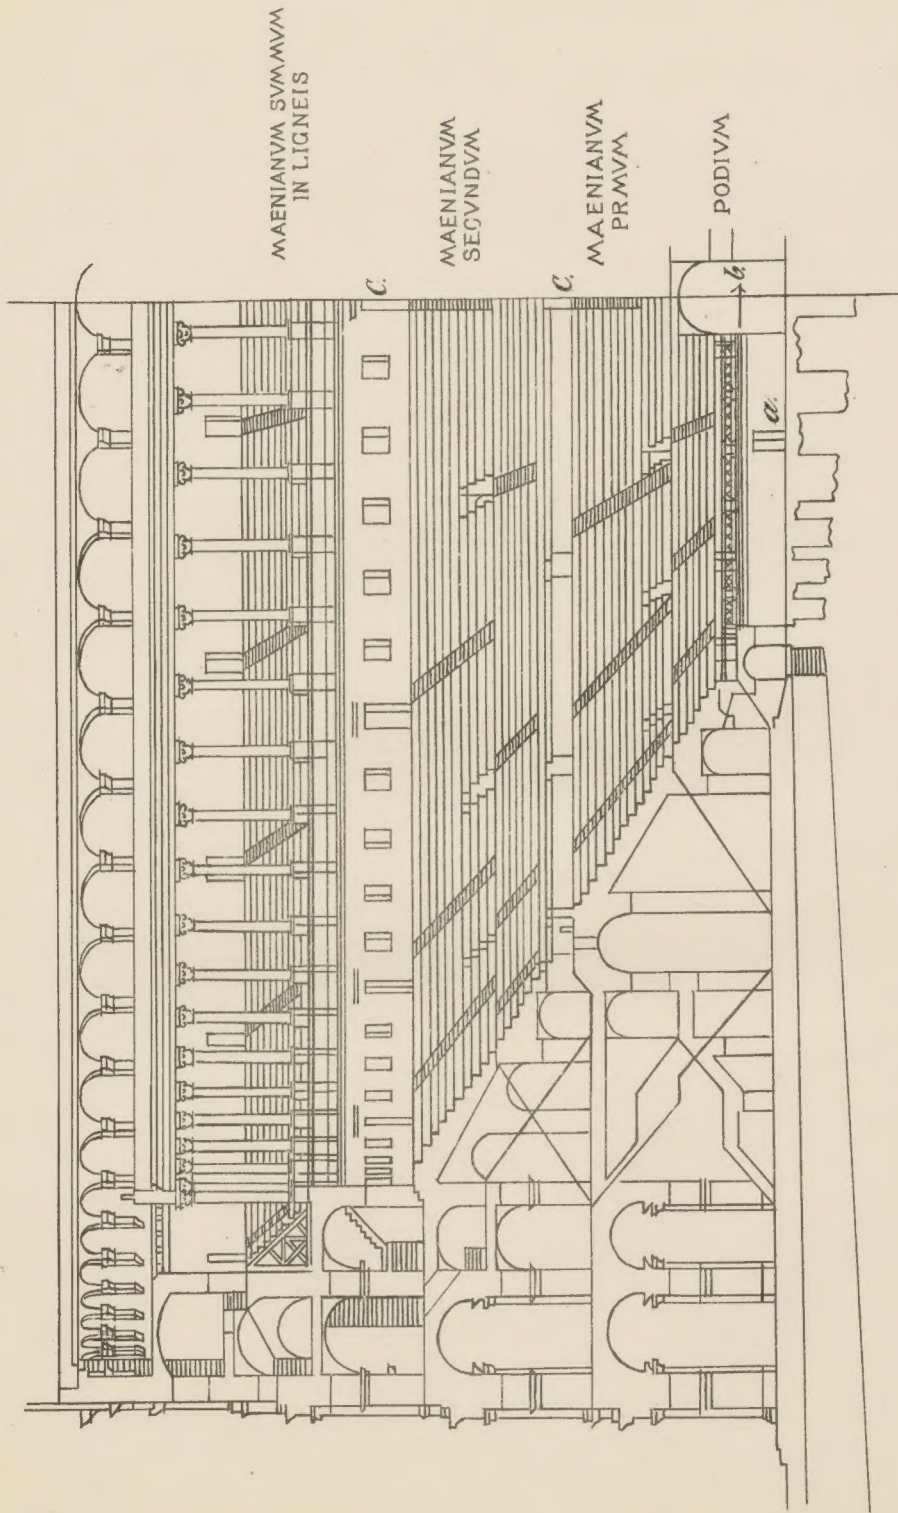 MAENIANVM SVMMVM
IN LIGNEIS
MAENIANVM
SECVNDVM
MAENIANVM
PRMVM
PODIVM
C.
C.
b.
a.